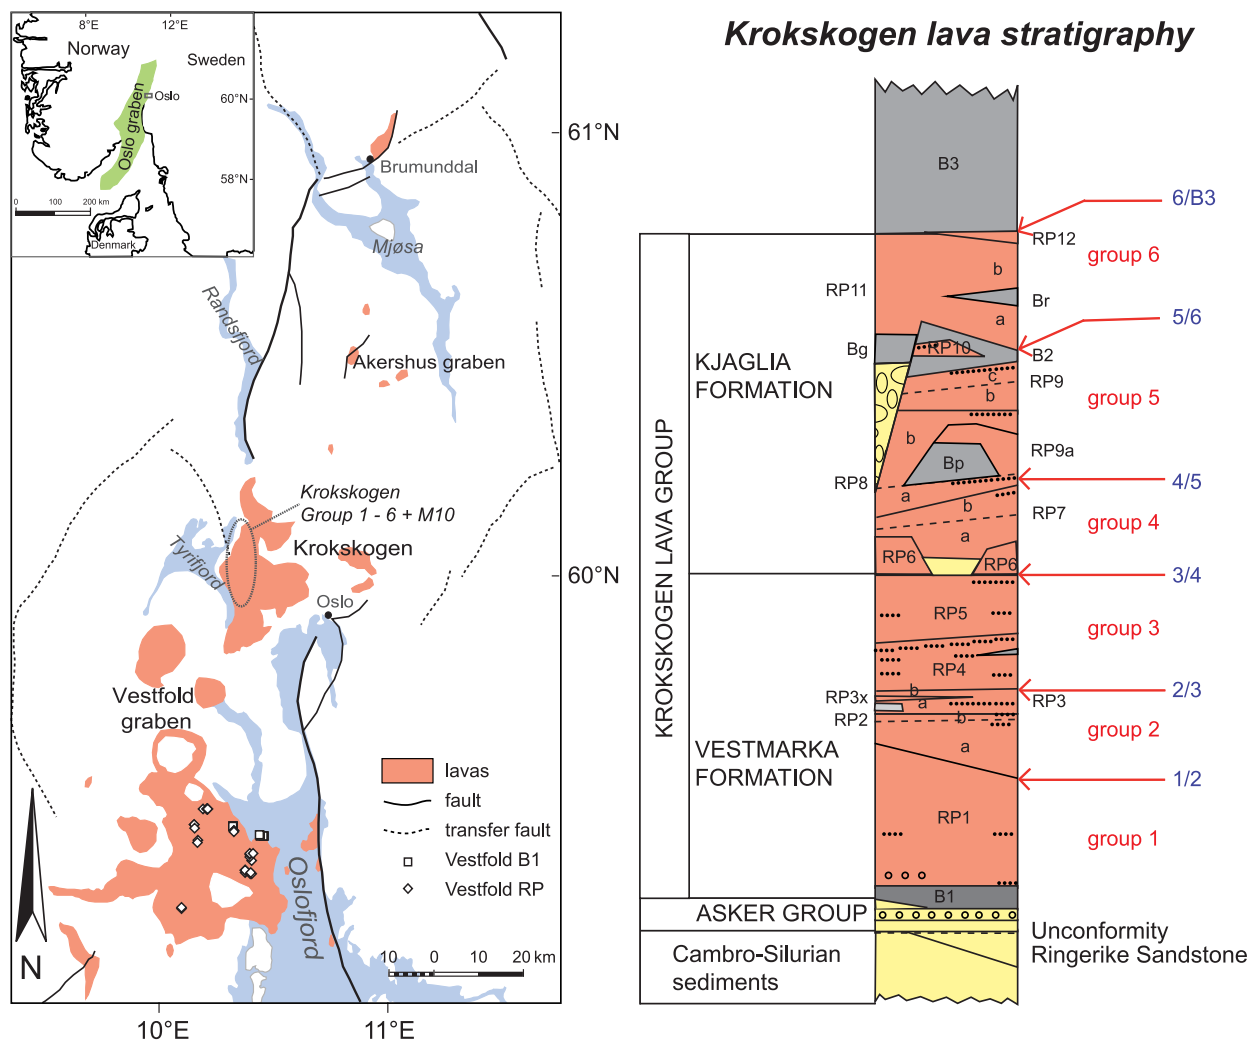 8°E
12°E
Norway
Sweden
60°N
Oslo
Oslo graben
58°N
0 100 200 km
Denmark
61°N
Brumunddal
Mjøsa
Randsfjord
Akershus graben
Krokskogen
Group 1 - 6 + M10
Tyrifjord
Krokskogen
60°N
Oslo
Vestfold
graben
lavas
fault
transfer fault
Vestfold B1
Vestfold RP
Oslofjord
N
10 0 10 20 km
10°E
11°E
Krokskogen lava stratigraphy
B3
6/B3
RP12
group 6
b
RP11
Br
a
5/6
Bg
RP10
B2
c
RP9
b
group 5
KJAGLIA
FORMATION
b
RP9a
Bp
RP8
4/5
a
b
RP7
group 4
a
RP6
RP6
3/4
KROKSKOGEN LAVA GROUP
RP5
group 3
RP4
2/3
b
RP3x
a
RP3
RP2
b
group 2
a
VESTMARKA
FORMATION
1/2
RP1
group 1
B1
ASKER GROUP
Unconformity
Ringerike Sandstone
Cambro-Silurian
sediments